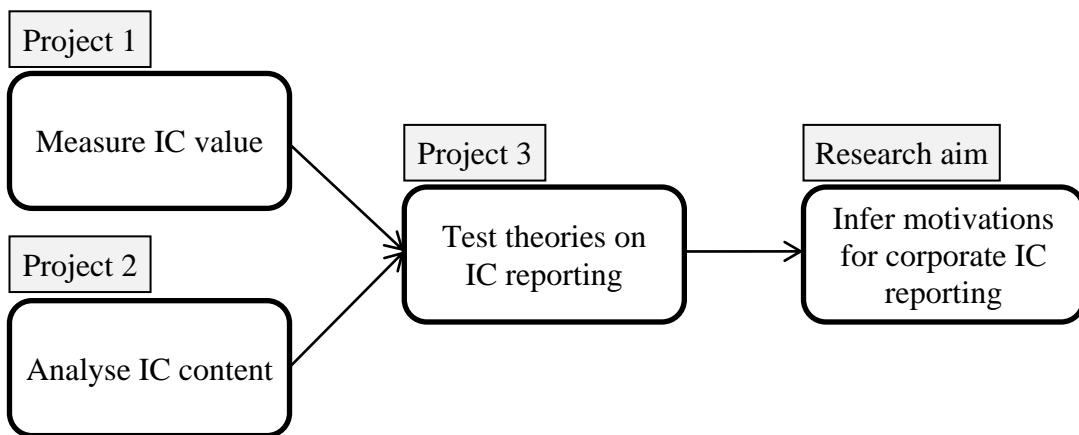 Project 1
Measure IC value
Project 2
Analyse IC content
Project 3
Test theories on
IC reporting
Research aim
Infer motivations
for corporate IC
reporting